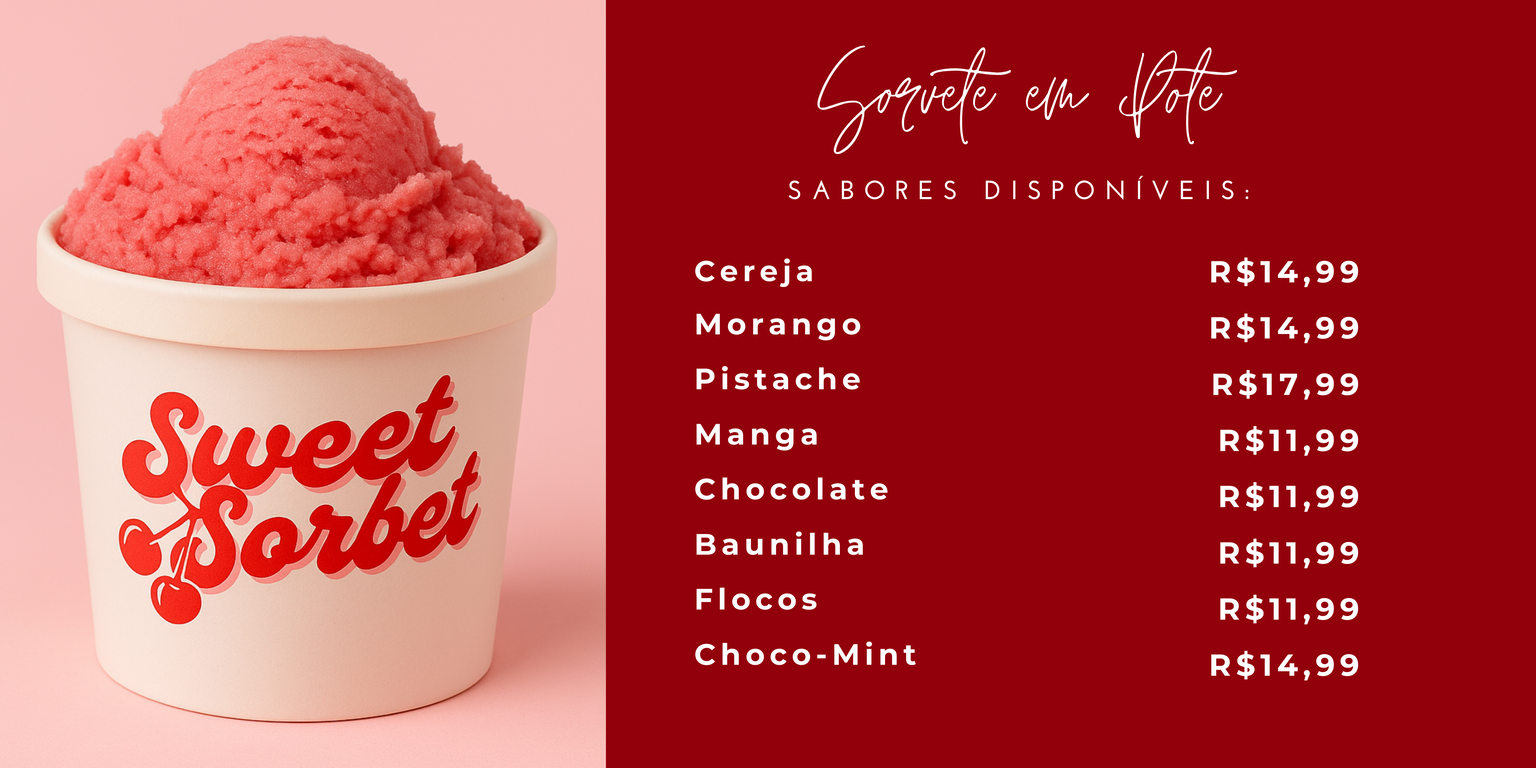 Sweet
Sorbet
Sorvete em Pote
SABORES DISPONÍVEIS:
Cereja R$14,99
Morango R$14,99
Pistache R$17,99
Manga R$11,99
Chocolate R$11,99
Baunilha R$11,99
Flocos R$11,99
Choco-Mint R$14,99